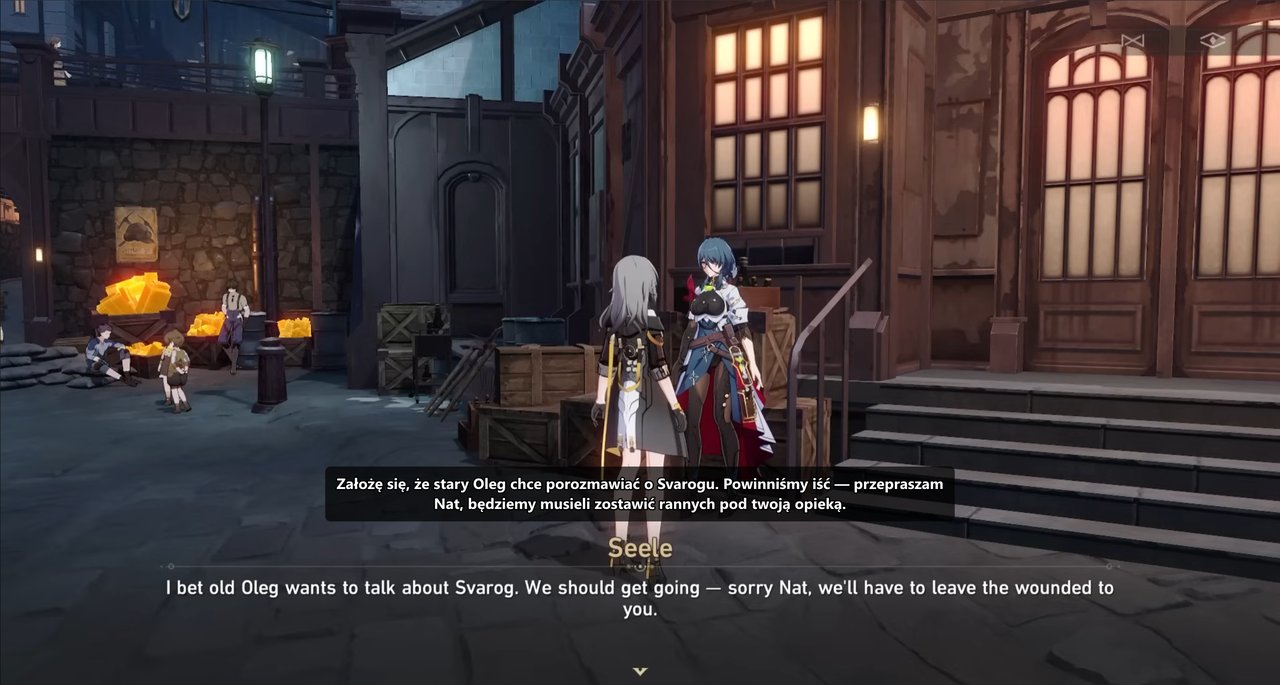 Założę się, że stary Oleg chce porozmawiać o Svarogu. Powinniśmy iść — przepraszam
Nat, będziemy musieli zostawić rannych pod twoją opieką.
Seele
I bet old Oleg wants to talk about Svarog. We should get going — sorry Nat, we'll have to leave the wounded to
you.